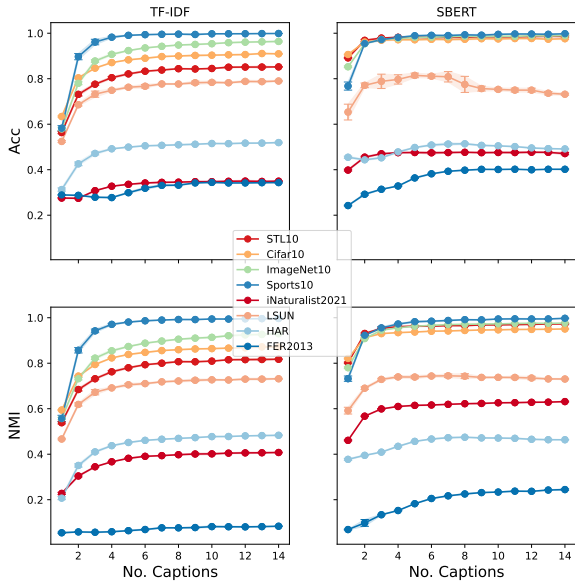 TF-IDF
SBERT
Acc
1.0
0.8
0.6
0.4
0.2
STL10
Cifar10
ImageNet10
Sports10
iNaturalist2021
LSUN
HAR
FER2013
NMI
1.0
0.8
0.6
0.4
0.2
2 4 6 8 10 12 14
2 4 6 8 10 12 14
No. Captions
No. Captions